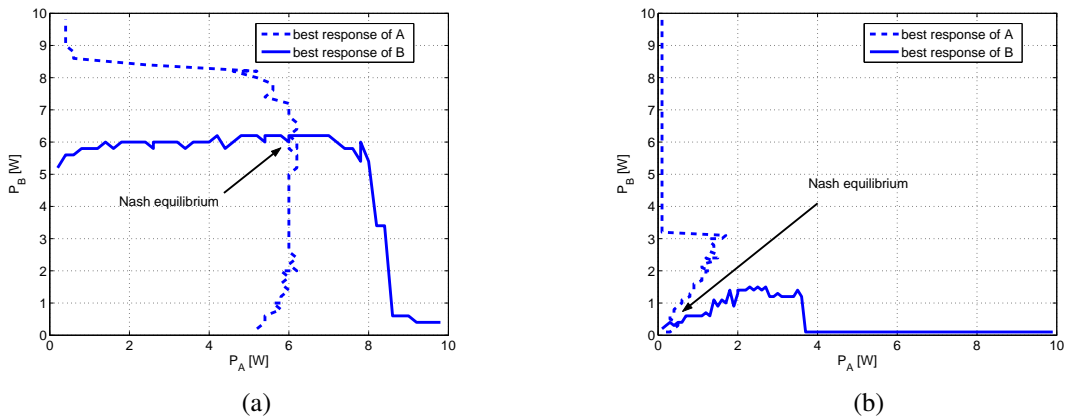 10
9
8
7
6
5
4
3
2
1
0
P_B [W]
best response of A
best response of B
Nash equilibrium
0 2 4 6 8 10
P_A [W]
(a)
10
9
8
7
6
5
4
3
2
1
0
P_B [W]
best response of A
best response of B
Nash equilibrium
0 2 4 6 8 10
P_A [W]
(b)